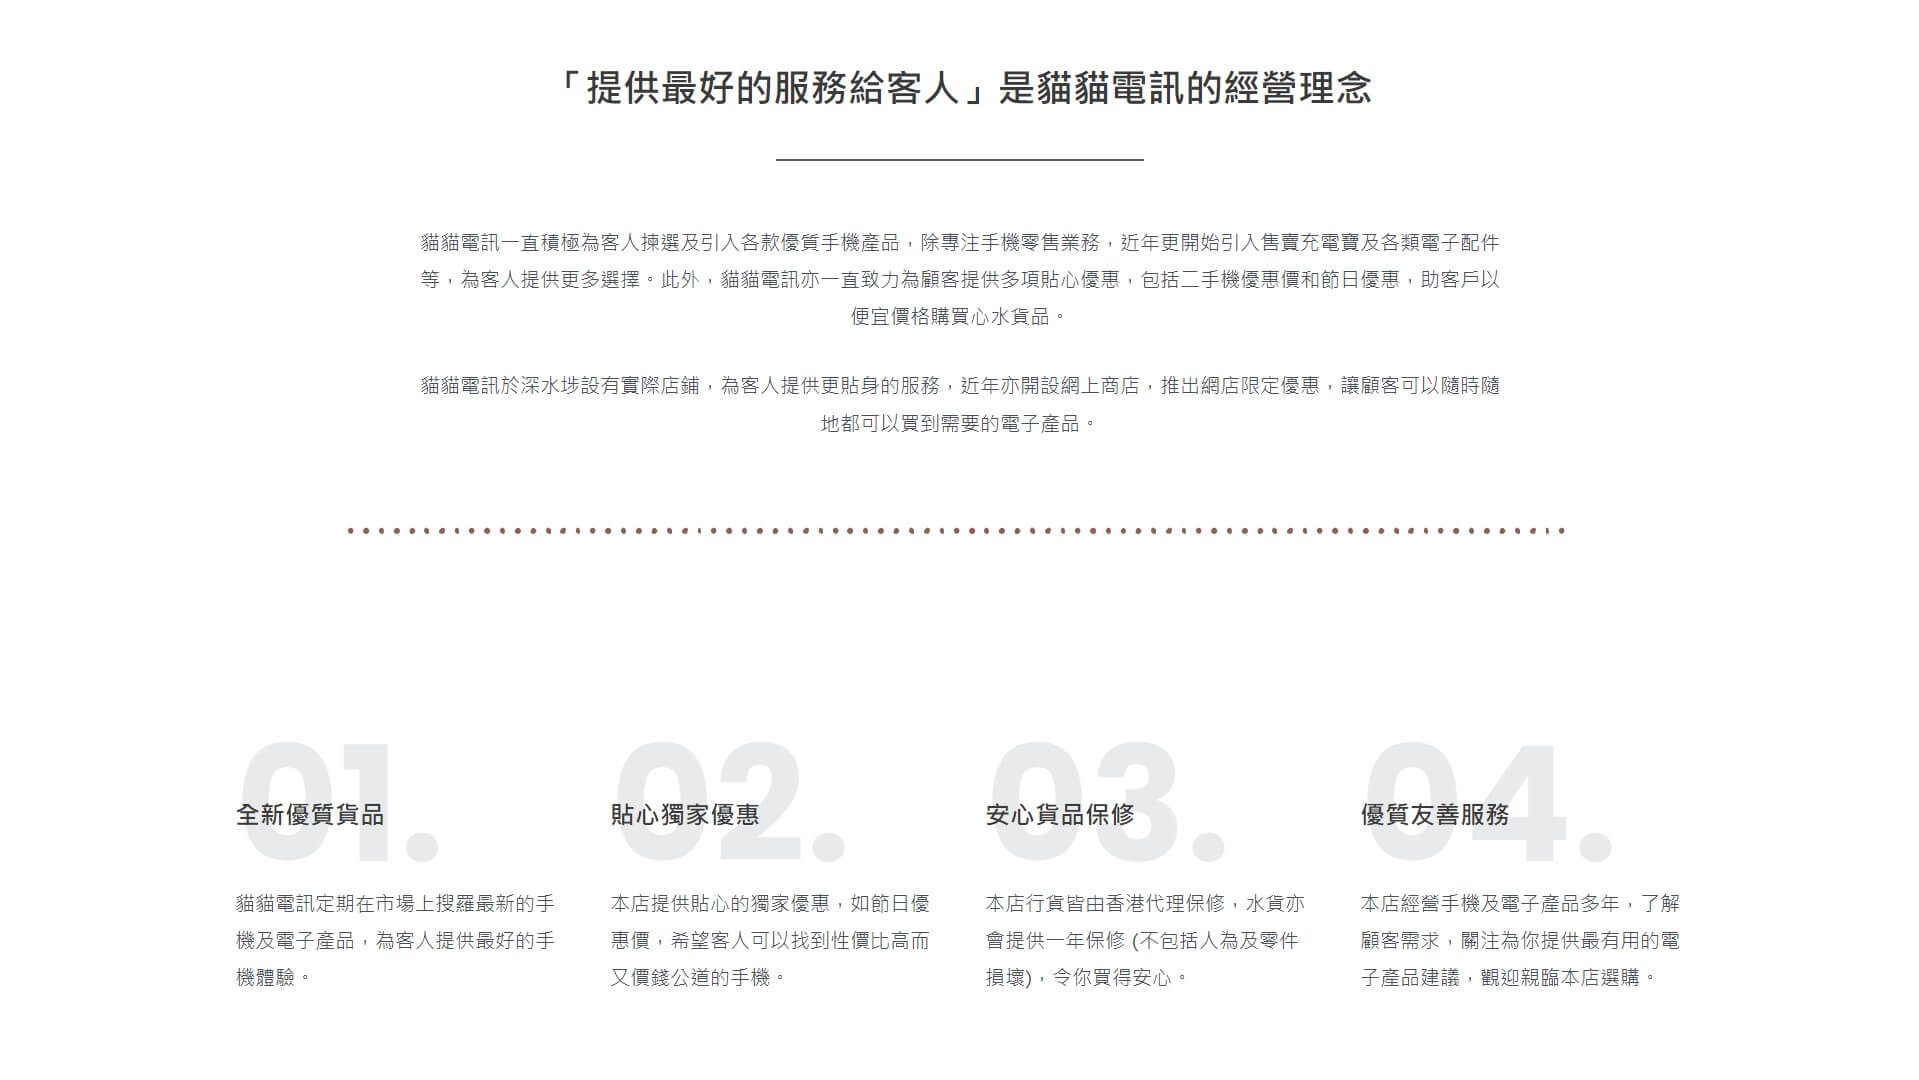 「提供最好的服務給客人」是貓貓電訊的經營理念
貓貓電訊一直積極為客人揀選及引入各款優質手機產品，除專注手機零售業務，近年更開始引入售賣充電寶及各類電子配件
等，為客人提供更多選擇。此外，貓貓電訊亦一直致力為顧客提供多項貼心優惠，包括二手機優惠價和節日優惠，助客戶以
便宜價格購買心水貨品。
貓貓電訊於深水埗設有實際店鋪，為客人提供更貼身的服務，近年亦開設網上商店，推出網店限定優惠，讓顧客可以隨時隨
地都可以買到需要的電子產品。
01.
全新優質貨品
貓貓電訊定期在市場上搜羅最新的手
機及電子產品，為客人提供最好的手
機體驗。
02.
貼心獨家優惠
本店提供貼心的獨家優惠，如節日優
惠價，希望客人可以找到性價比高而
又價錢公道的手機。
03.
安心貨品保修
本店行貨皆由香港代理保修，水貨亦
會提供一年保修 (不包括人為及零件
損壞)，令你買得安心。
04.
優質友善服務
本店經營手機及電子產品多年，了解
顧客需求，關注為你提供最有用的電
子產品建議，觀迎親臨本店選購。